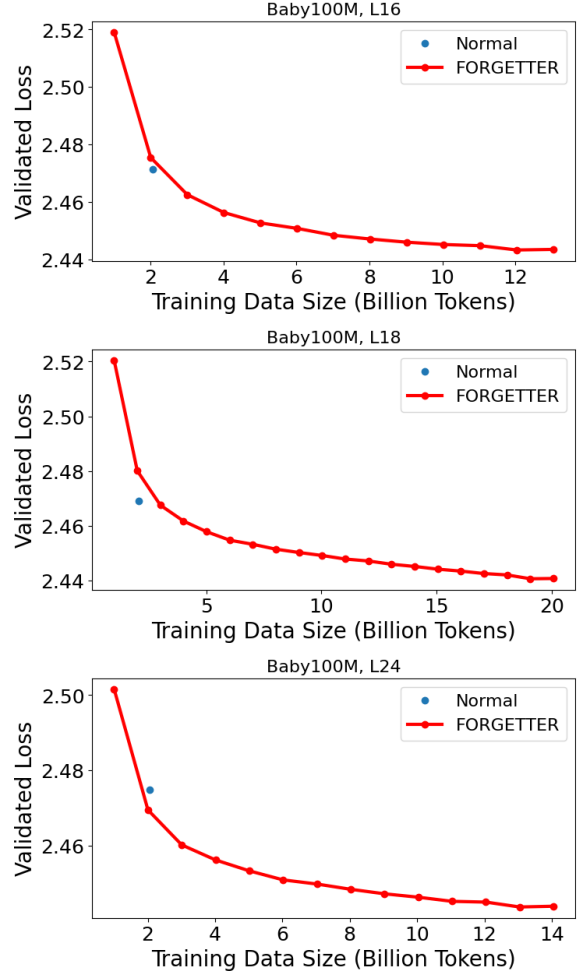 Baby100M, L16
Validated Loss
2.52
2.50
2.48
2.46
2.44
Normal
FORGETTER
2
4
6
8
10
12
Training Data Size (Billion Tokens)
Baby100M, L18
Validated Loss
2.52
2.50
2.48
2.46
2.44
Normal
FORGETTER
5
10
15
20
Training Data Size (Billion Tokens)
Baby100M, L24
Validated Loss
2.50
2.48
2.46
Normal
FORGETTER
2
4
6
8
10
12
14
Training Data Size (Billion Tokens)